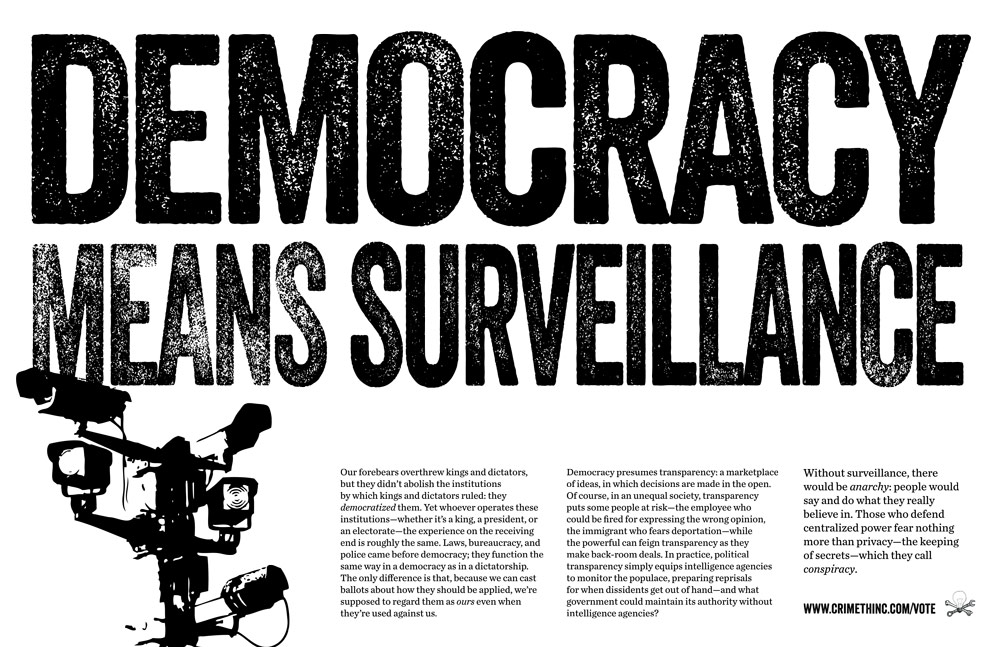 DEMOCRACY
MEANS SURVEILLANCE
Our forebears overthrew kings and dictators,
but they didn't abolish the institutions
by which kings and dictators ruled: they
democratized them. Yet whoever operates these
institutions—whether it's a king, a president, or
an electorate—the experience on the receiving
end is roughly the same. Laws, bureaucracy, and
police came before democracy; they function the
same way in a democracy as in a dictatorship.
The only difference is that, because we can cast
ballots about how they should be applied, we're
supposed to regard them as ours even when
they're used against us.
Democracy presumes transparency: a marketplace
of ideas, in which decisions are made in the open.
Of course, in an unequal society, transparency
puts some people at risk—the employee who
could be fired for expressing the wrong opinion,
the immigrant who fears deportation—while
the powerful can feign transparency as they
make back-room deals. In practice, political
transparency simply equips intelligence agencies
to monitor the populace, preparing reprisals
for when dissidents get out of hand—and what
government could maintain its authority without
intelligence agencies?
Without surveillance, there
would be anarchy: people would
say and do what they really
believe in. Those who defend
centralized power fear nothing
more than privacy—the keeping
of secrets—which they call
conspiracy.
WWW.CRIMETHINC.COM/VOTE